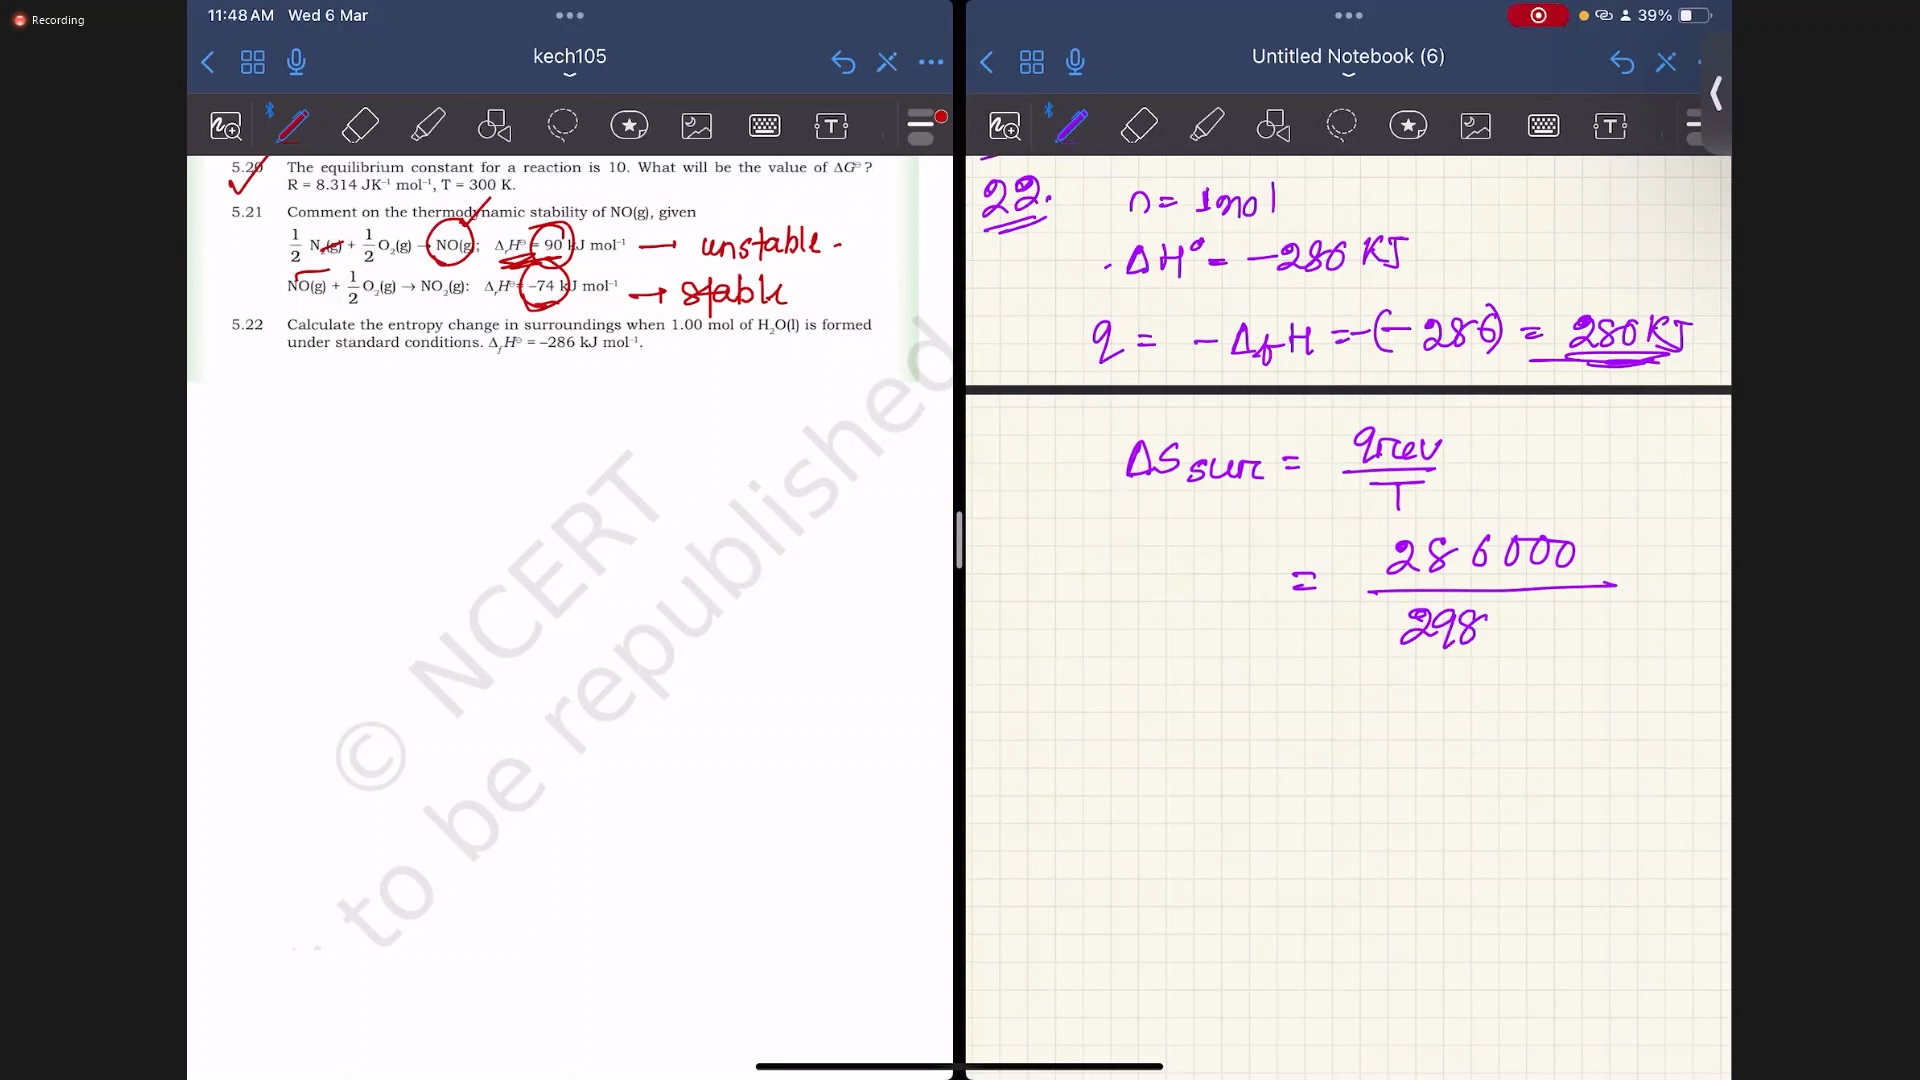 Recording
11:48 AM Wed 6 Mar
39%
kech105
Untitled Notebook (6)
5.20 The equilibrium constant for a reaction is 10. What will be the value of ΔG⊖ ?
R = 8.314 JK⁻¹ mol⁻¹, T = 300 K.
5.21 Comment on the thermodynamic stability of NO(g), given
1/2 N₂(g) + 1/2 O₂(g) → NO(g); ΔᵣH⊖ = 90 kJ mol⁻¹ → unstable.
NO(g) + 1/2 O₂(g) → NO₂(g): ΔᵣH⊖ = –74 kJ mol⁻¹ → stable
5.22 Calculate the entropy change in surroundings when 1.00 mol of H₂O(l) is formed
under standard conditions. Δ_f H⊖ = –286 kJ mol⁻¹.
© NCERT
to be republished
22. n = 1mol
ΔH° = -286 KJ
q = -Δ_f H = -(-286) = 286 KJ
ΔS sur = qrev / T
= 286000 / 298